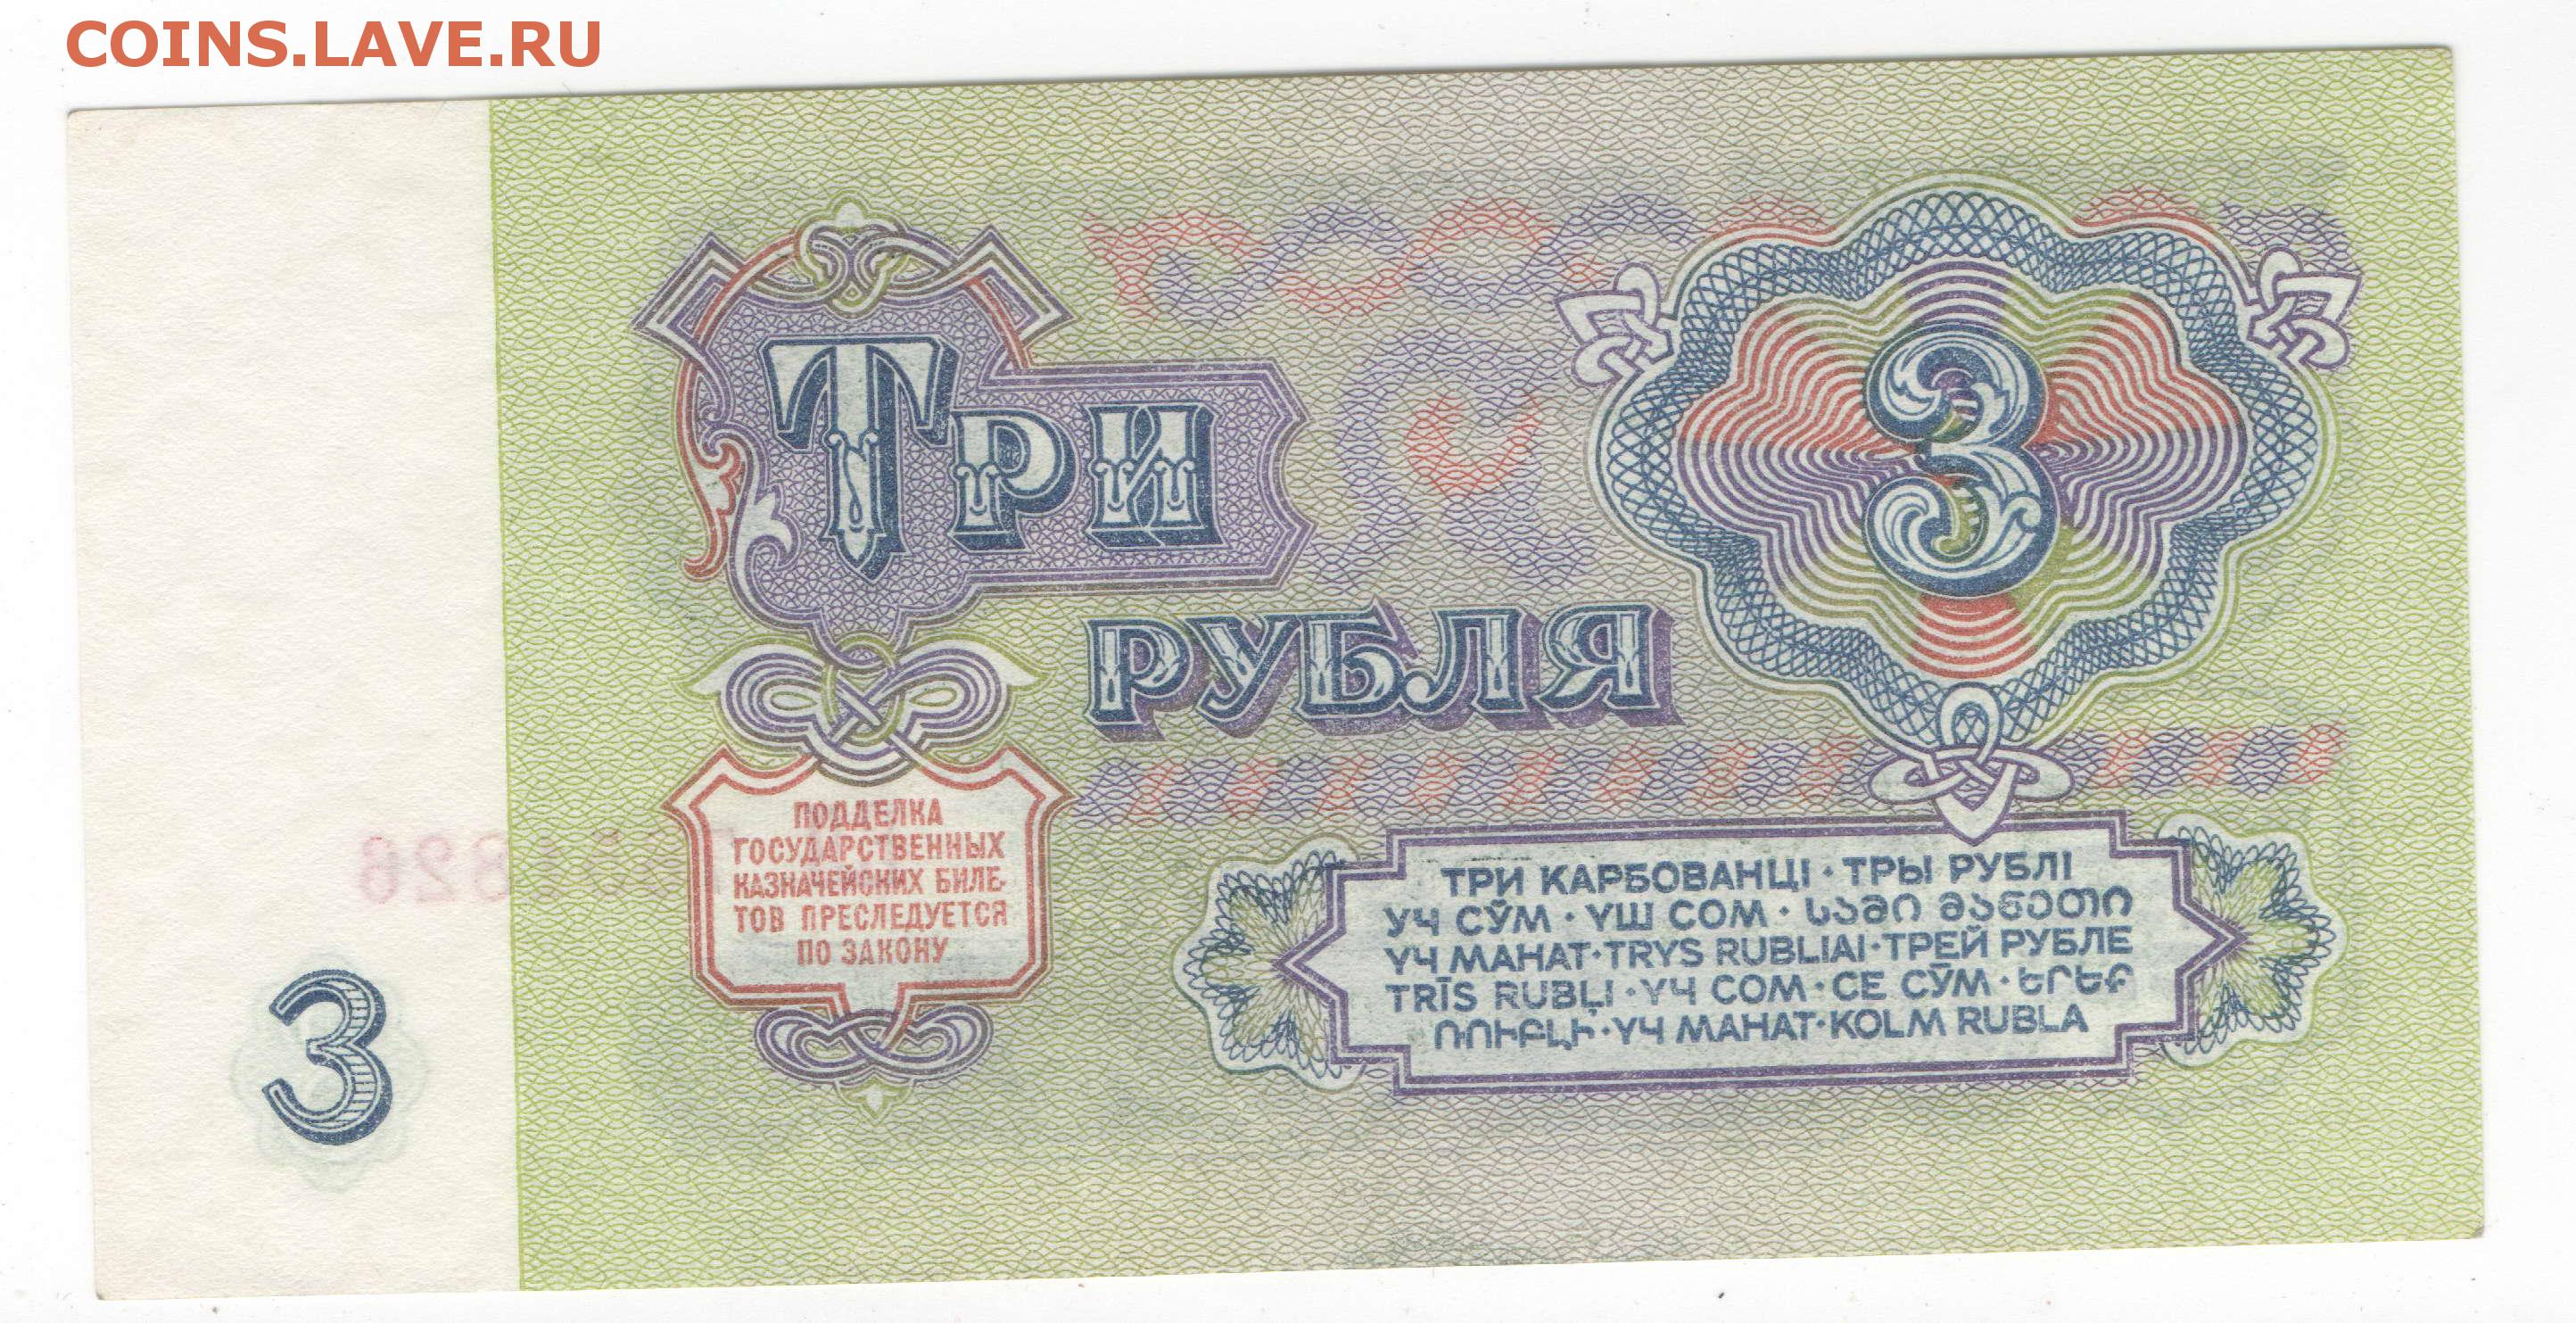 COINS.LAVE.RU
ТРИ
РУБЛЯ
3
ПОДДЕЛКА
ГОСУДАРСТВЕННЫХ
КАЗНАЧЕЙСКИХ БИЛЕ-
ТОВ ПРЕСЛЕДУЕТСЯ
ПО ЗАКОНУ
ТРИ КАРБОВАНЦІ · ТРЫ РУБЛІ
УЧ СЎМ · ҮШ СОМ · ᲡᲐᲛᲘ ᲛᲐᲜᲔᲗᲘ
ҮЧ МАНАТ · TRYS RUBLIAI · ТРЕЙ РУБЛЕ
TRĪS RUBĻI · ҮЧ СОМ · СЕ СӮМ · ԵՐԵՔ
ՌՈՒԲԼԻ · ҮЧ МАНАТ · KOLM RUBLA
3